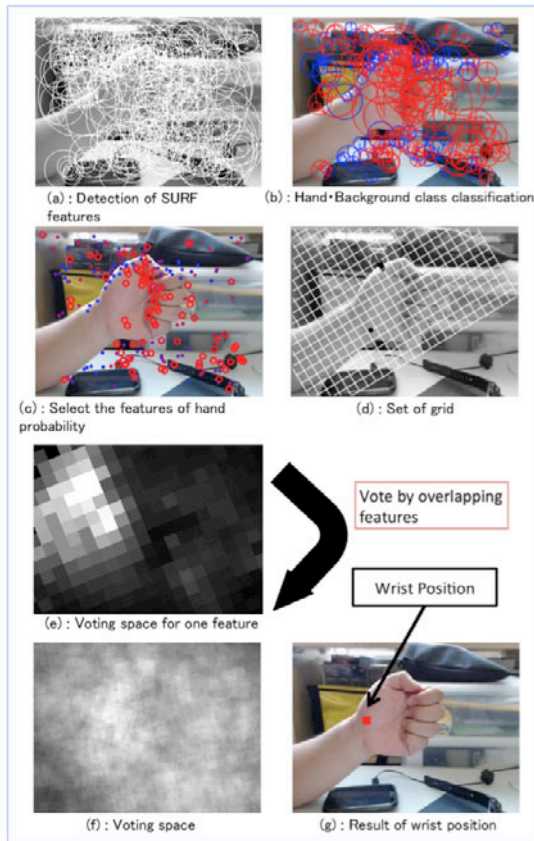 (a) : Detection of SURF
features
(b) : Hand・Background class classification
(c) : Select the features of hand
probability
(d) : Set of grid
Vote by overlapping
features
(e) : Voting space for one feature
Wrist Position
(f) : Voting space
(g) : Result of wrist position